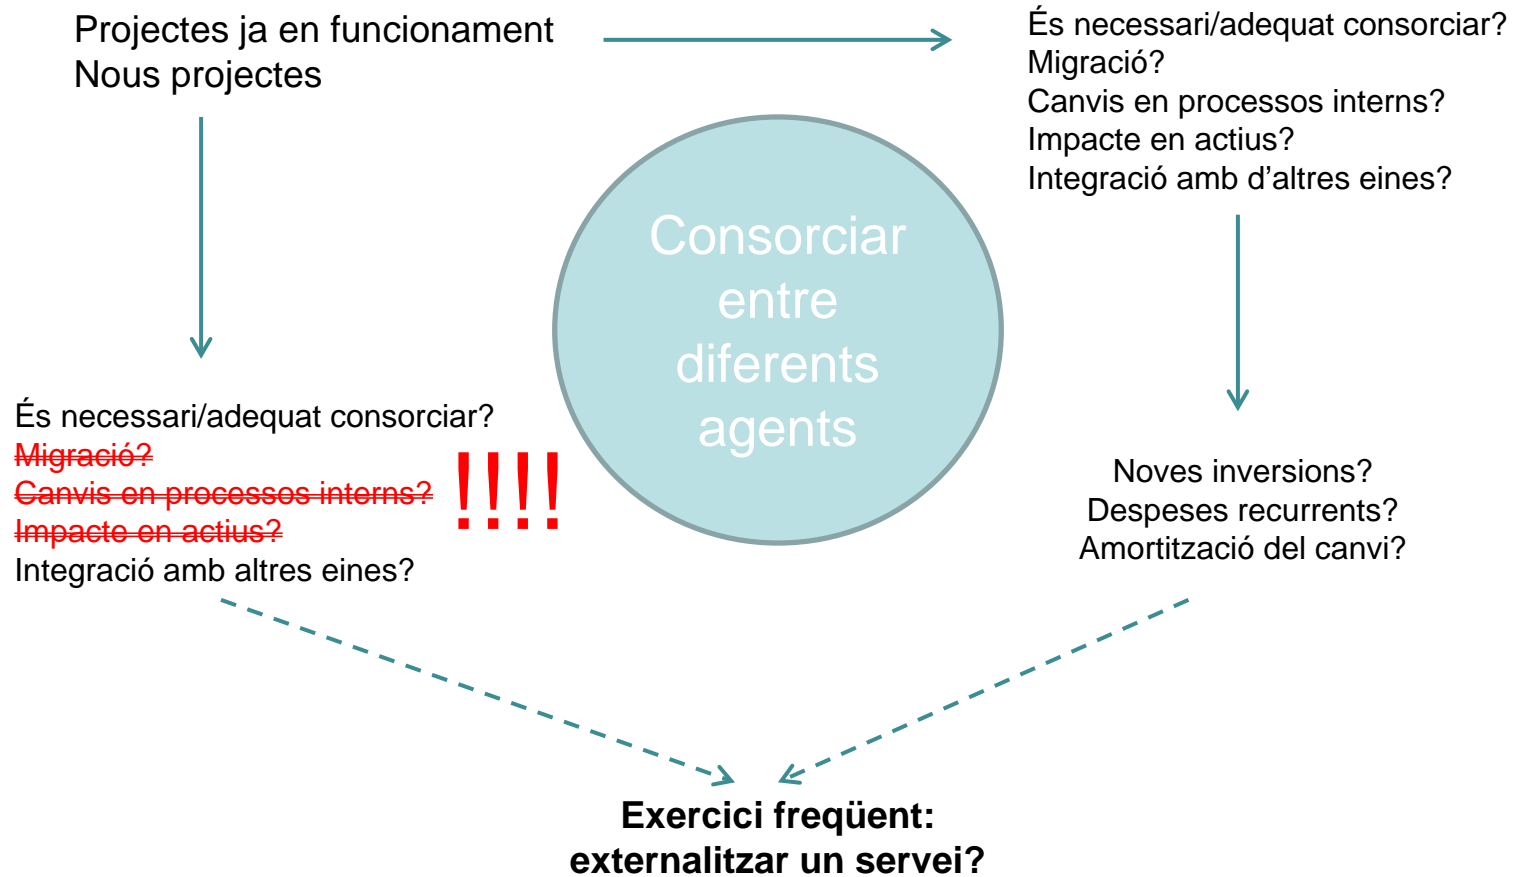 Projectes ja en funcionament
Nous projectes
És necessari/adequat consorciar?
Migració?
Canvis en processos interns?
Impacte en actius?
Integració amb d’altres eines?
Consorciar
entre
diferents
agents
És necessari/adequat consorciar?
Migració?
Canvis en processos interns?
Impacte en actius?
Integració amb altres eines?
!!!!
Noves inversions?
Despeses recurrents?
Amortització del canvi?
Exercici freqüent:
externalitzar un servei?